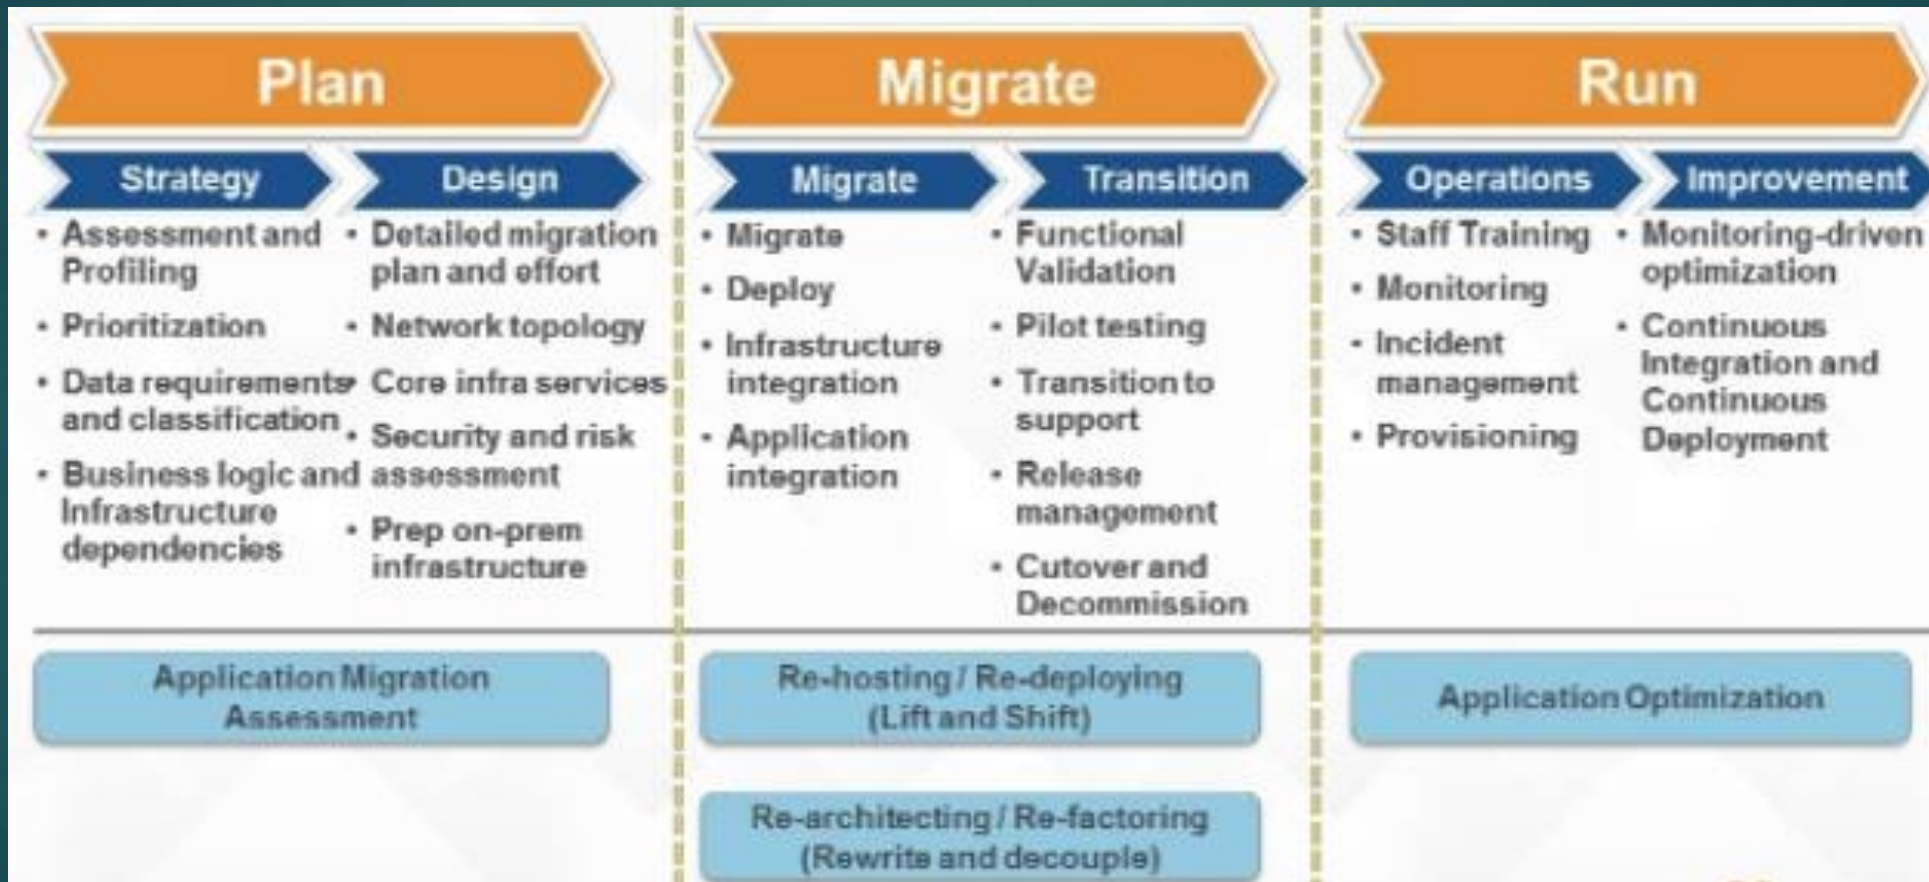 Plan
Strategy
Design
• Assessment and
Profiling
• Prioritization
• Data requirements
and classification
• Business logic and
Infrastructure
dependencies
• Detailed migration
plan and effort
• Network topology
• Core infra services
• Security and risk
assessment
• Prep on-prem
infrastructure
Application Migration
Assessment
Migrate
Migrate
Transition
• Migrate
• Deploy
• Infrastructure
integration
• Application
integration
• Functional
Validation
• Pilot testing
• Transition to
support
• Release
management
• Cutover and
Decommission
Re-hosting / Re-deploying
(Lift and Shift)
Re-architecting / Re-factoring
(Rewrite and decouple)
Run
Operations
Improvement
• Staff Training
• Monitoring
• Incident
management
• Provisioning
• Monitoring-driven
optimization
• Continuous
Integration and
Continuous
Deployment
Application Optimization